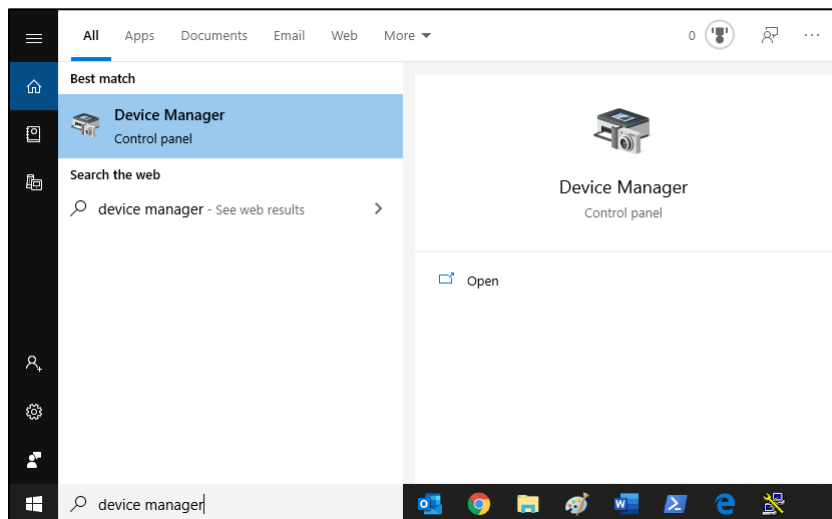 All Apps Documents Email Web More 0 ...
Best match
Device Manager
Control panel
Search the web
device manager - See web results
Device Manager
Control panel
Open
device manager